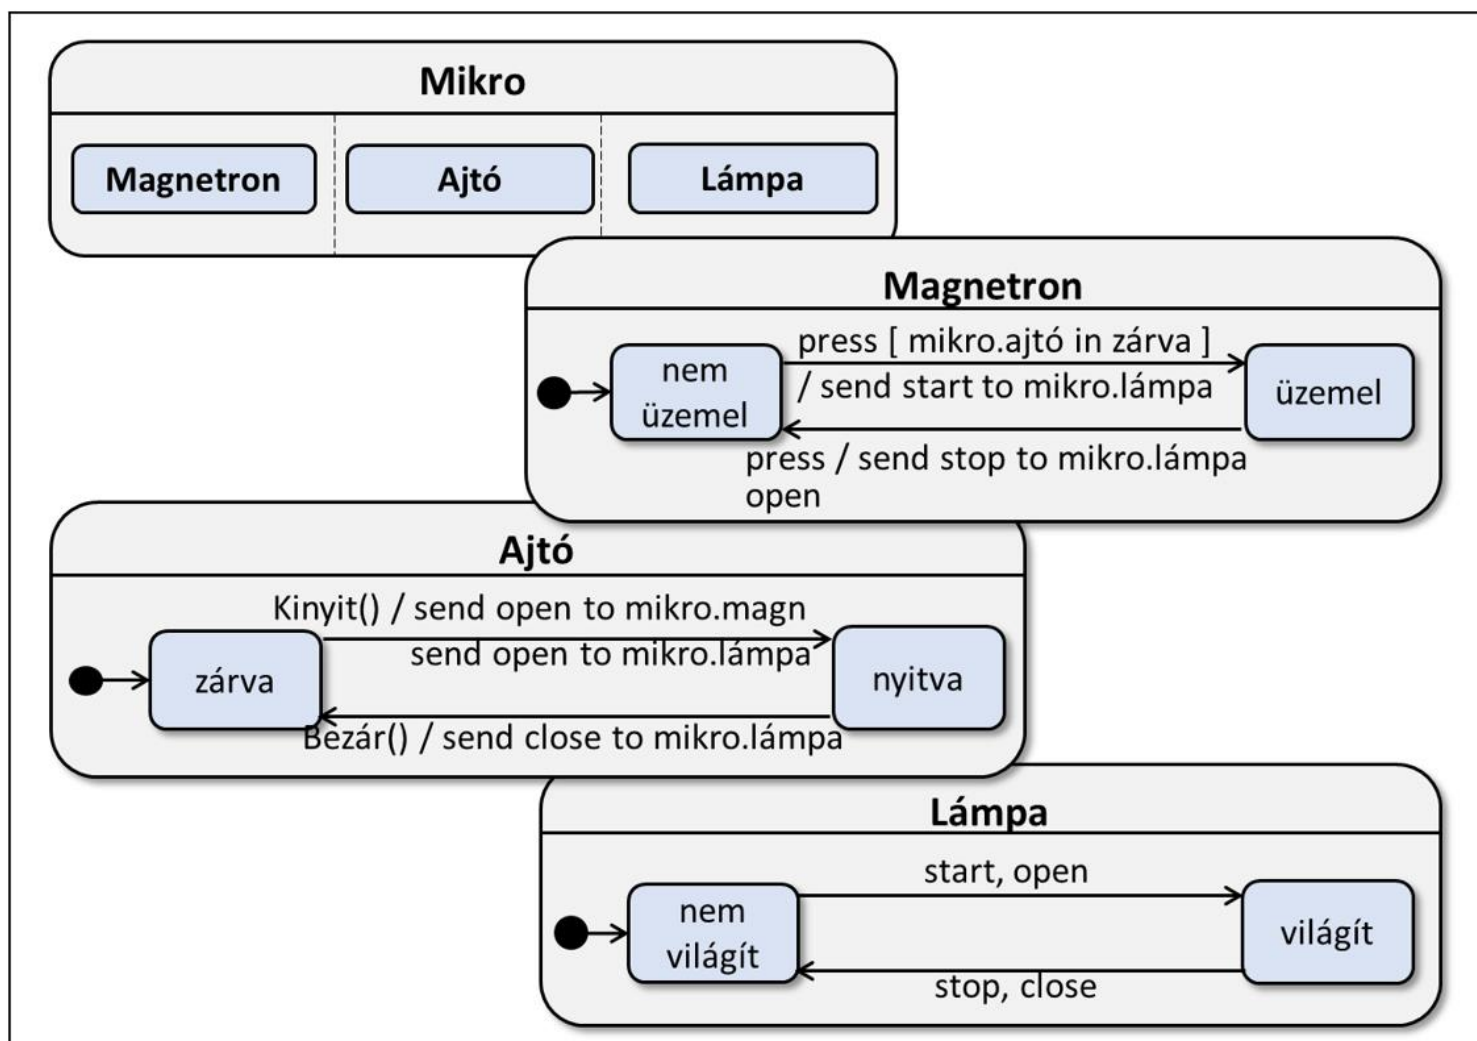 Mikro
Magnetron
Ajtó
Lámpa
Magnetron
nem
üzemel
press [ mikro.ajtó in zárva ]
/ send start to mikro.lámpa
üzemel
press / send stop to mikro.lámpa
open
Ajtó
Kinyit() / send open to mikro.magn
send open to mikro.lámpa
zárva
nyitva
Bezár() / send close to mikro.lámpa
Lámpa
start, open
nem
világít
világít
stop, close